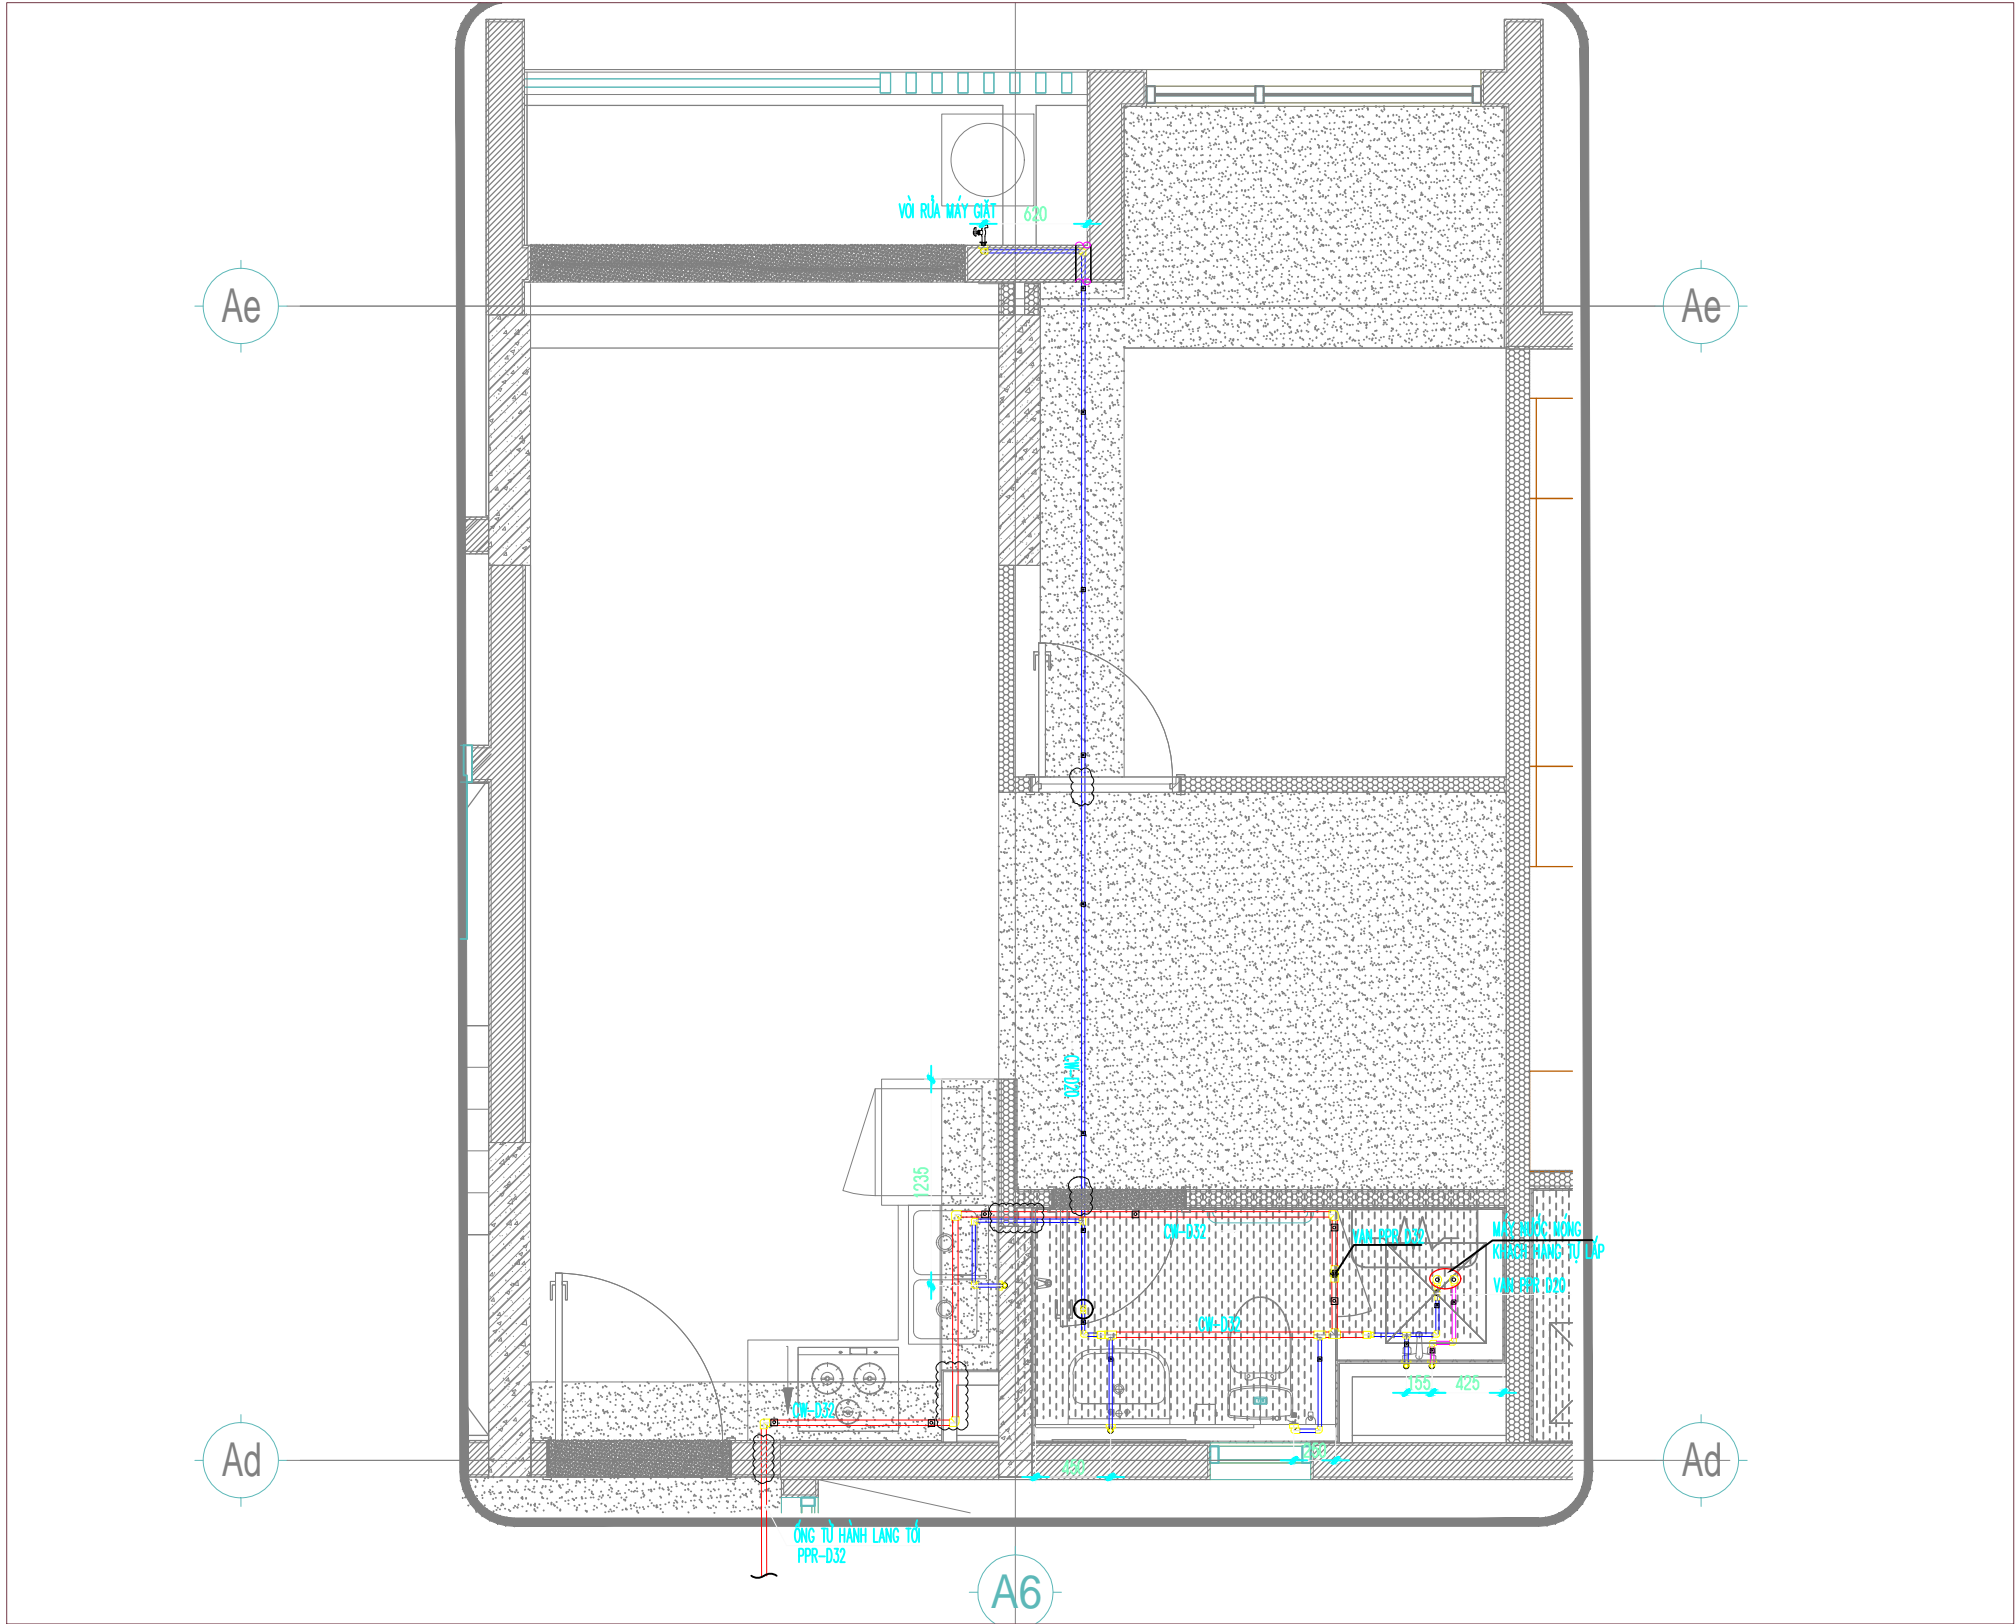 VÒI RỬA MÁY GIẶT
620
Ae
Ae
CW-D20
1235
CW-D32
VAN PPR D32
MÁY NƯỚC NÓNG
KHÁCH HÀNG TỰ LẮP
VAN PPR D20
CW-D32
155
425
CW-D32
Ad
Ad
450
ỐNG TỪ HÀNH LANG TỚI
PPR-D32
A6